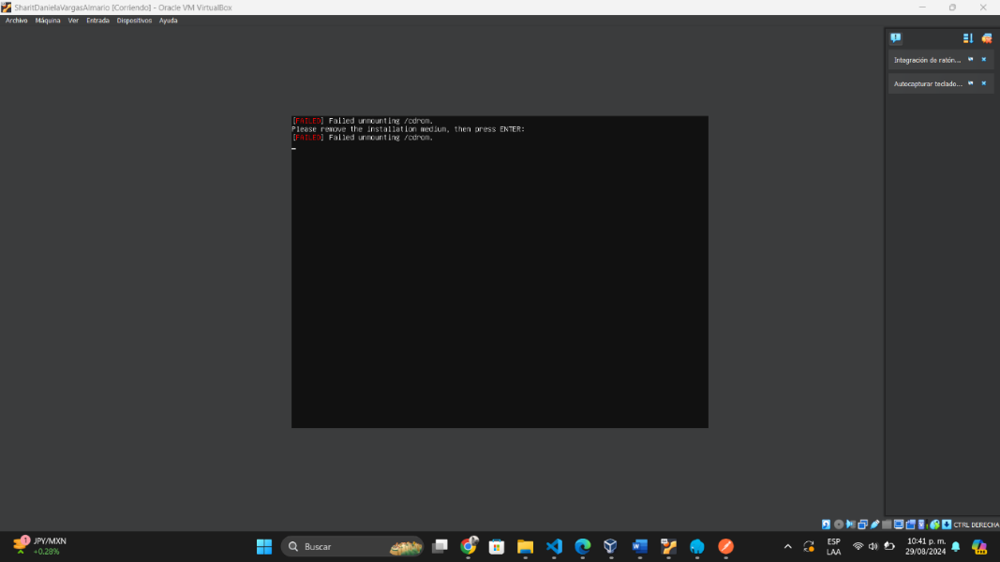 SharitDanielaVargasAlmario [Corriendo] - Oracle VM VirtualBox
Archivo Máquina Ver Entrada Dispositivos Ayuda
Integración de ratón...
Autocapturar teclado...
[FAILED] Failed unmounting /cdrom.
Please remove the installation medium, then press ENTER:
[FAILED] Failed unmounting /cdrom.
CTRL DERECHA
1
JPY/MXN
+0.28%
Buscar
ESP
LAA
10:41 p. m.
29/08/2024